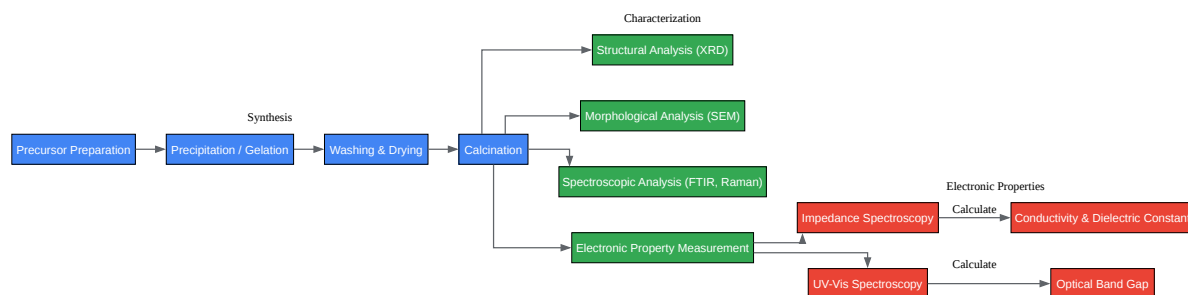 Characterization
Structural Analysis (XRD)
Morphological Analysis (SEM)
Synthesis
Precursor Preparation
Precipitation / Gelation
Washing & Drying
Calcination
Spectroscopic Analysis (FTIR, Raman)
Electronic Properties
Impedance Spectroscopy
Calculate
Conductivity & Dielectric Constant
Electronic Property Measurement
UV-Vis Spectroscopy
Calculate
Optical Band Gap